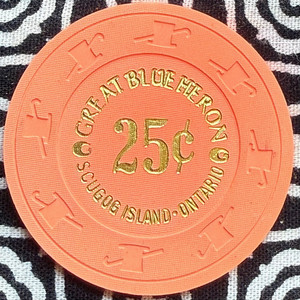 GREAT BLUE HERON
25¢
SCUGOG ISLAND • ONTARIO